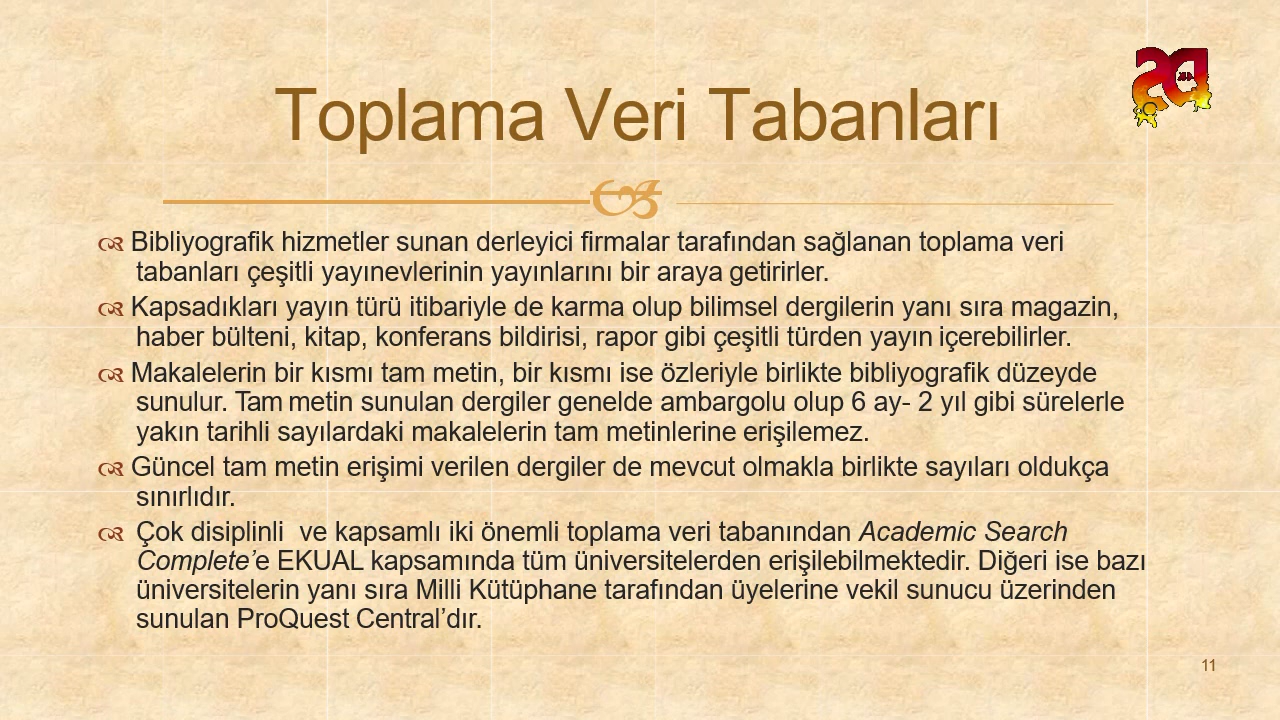 Toplama Veri Tabanları
Bibliyografik hizmetler sunan derleyici firmalar tarafından sağlanan toplama veri
tabanları çeşitli yayınevlerinin yayınlarını bir araya getirirler.
Kapsadıkları yayın türü itibariyle de karma olup bilimsel dergilerin yanı sıra magazin,
haber bülteni, kitap, konferans bildirisi, rapor gibi çeşitli türden yayın içerebilirler.
Makalelerin bir kısmı tam metin, bir kısmı ise özleriyle birlikte bibliyografik düzeyde
sunulur. Tam metin sunulan dergiler genelde ambargolu olup 6 ay- 2 yıl gibi sürelerle
yakın tarihli sayılardaki makalelerin tam metinlerine erişilemez.
Güncel tam metin erişimi verilen dergiler de mevcut olmakla birlikte sayıları oldukça
sınırlıdır.
Çok disiplinli  ve kapsamlı iki önemli toplama veri tabanından Academic Search
Complete’e EKUAL kapsamında tüm üniversitelerden erişilebilmektedir. Diğeri ise bazı
üniversitelerin yanı sıra Milli Kütüphane tarafından üyelerine vekil sunucu üzerinden
sunulan ProQuest Central’dır.
11